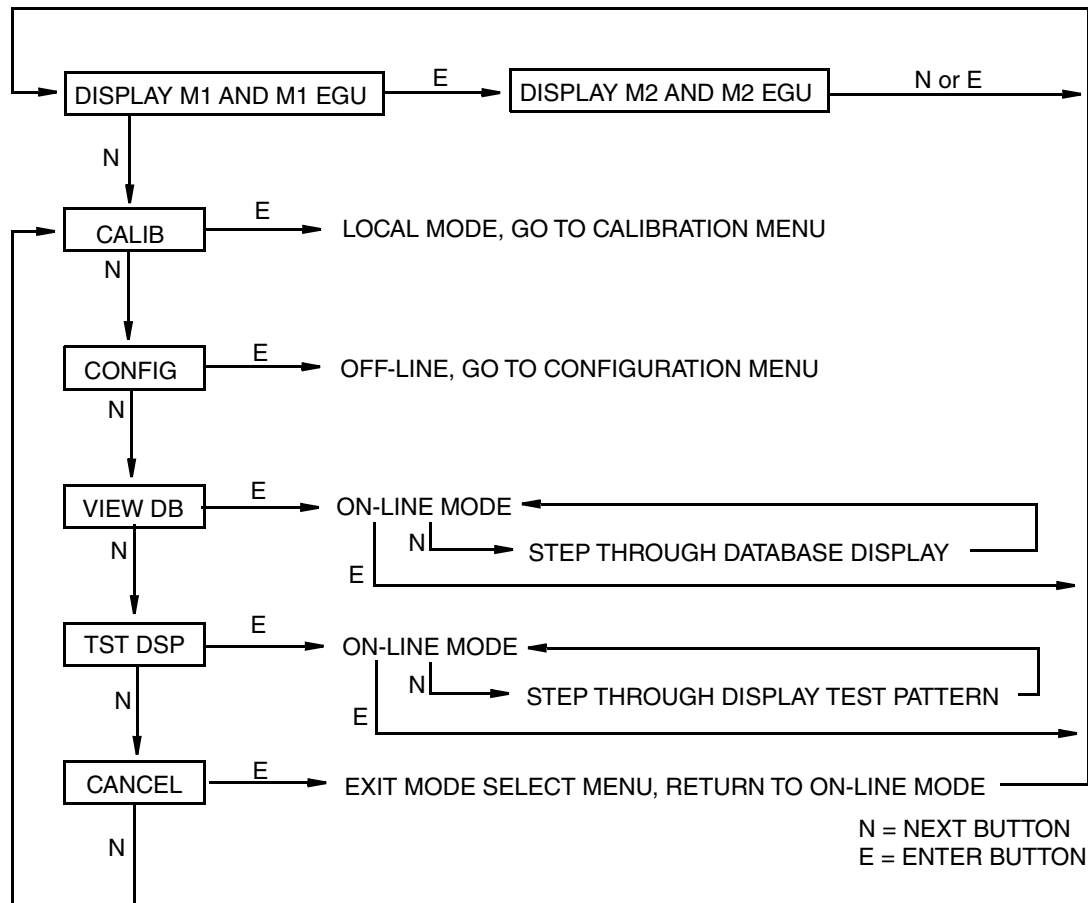 E
N or E
DISPLAY M1 AND M1 EGU
DISPLAY M2 AND M2 EGU
N
E
CALIB
LOCAL MODE, GO TO CALIBRATION MENU
N
E
CONFIG
OFF-LINE, GO TO CONFIGURATION MENU
N
E
VIEW DB
ON-LINE MODE
N
N
STEP THROUGH DATABASE DISPLAY
E
E
TST DSP
ON-LINE MODE
N
N
STEP THROUGH DISPLAY TEST PATTERN
E
E
CANCEL
EXIT MODE SELECT MENU, RETURN TO ON-LINE MODE
N
N = NEXT BUTTON
E = ENTER BUTTON